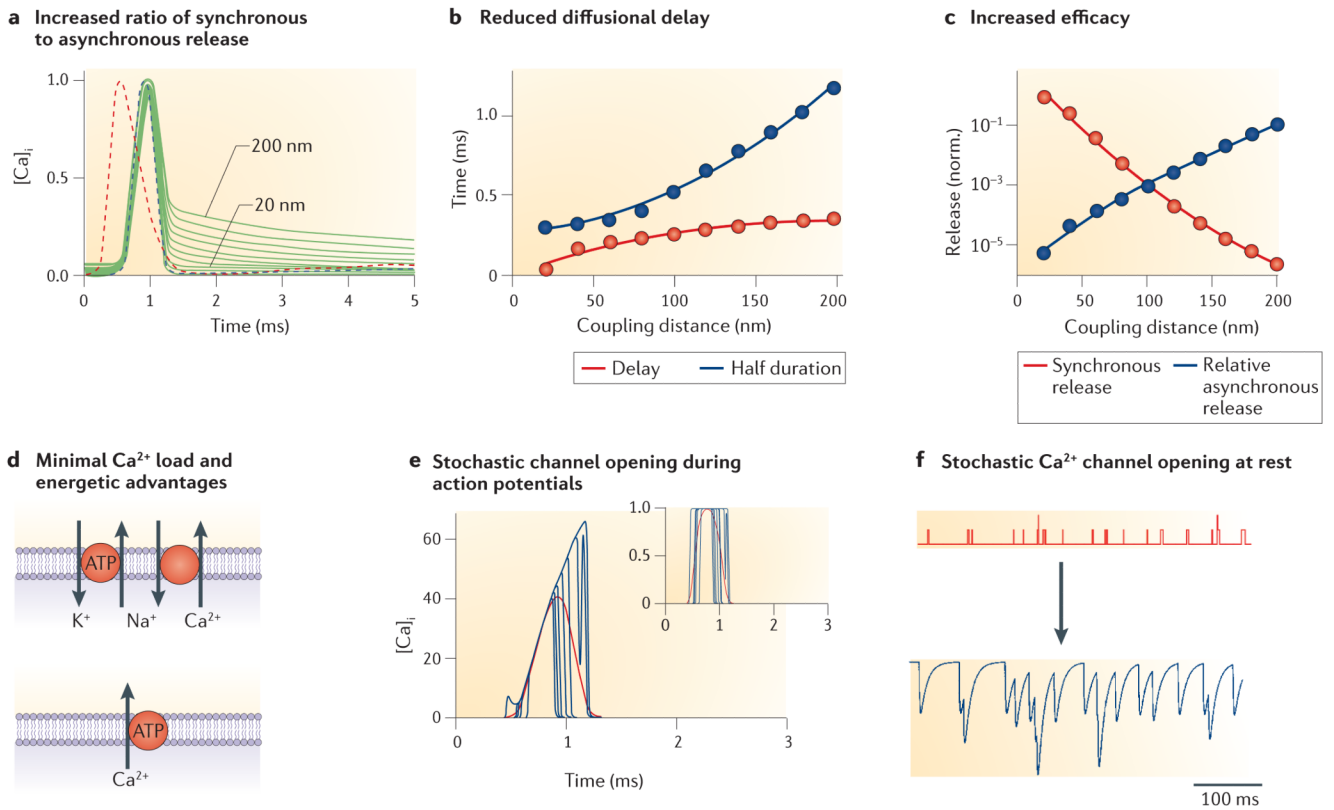 a Increased ratio of synchronous
to asynchronous release
1.0
0.5
0.0
[Ca]i
200 nm
20 nm
0 1 2 3 4 5
Time (ms)
b Reduced diffusional delay
1.0
0.5
0
Time (ms)
0 50 100 150 200
Coupling distance (nm)
Delay Half duration
c Increased efficacy
10⁻¹
10⁻³
10⁻⁵
Release (norm.)
0 50 100 150 200
Coupling distance (nm)
Synchronous
release
Relative
asynchronous
release
d Minimal Ca²⁺ load and
energetic advantages
ATP
K⁺ Na⁺ Ca²⁺
ATP
Ca²⁺
e Stochastic channel opening during
action potentials
60
40
20
0
[Ca]i
0 1 2 3
Time (ms)
1.0
0.5
0
0 1 2 3
f Stochastic Ca²⁺ channel opening at rest
100 ms